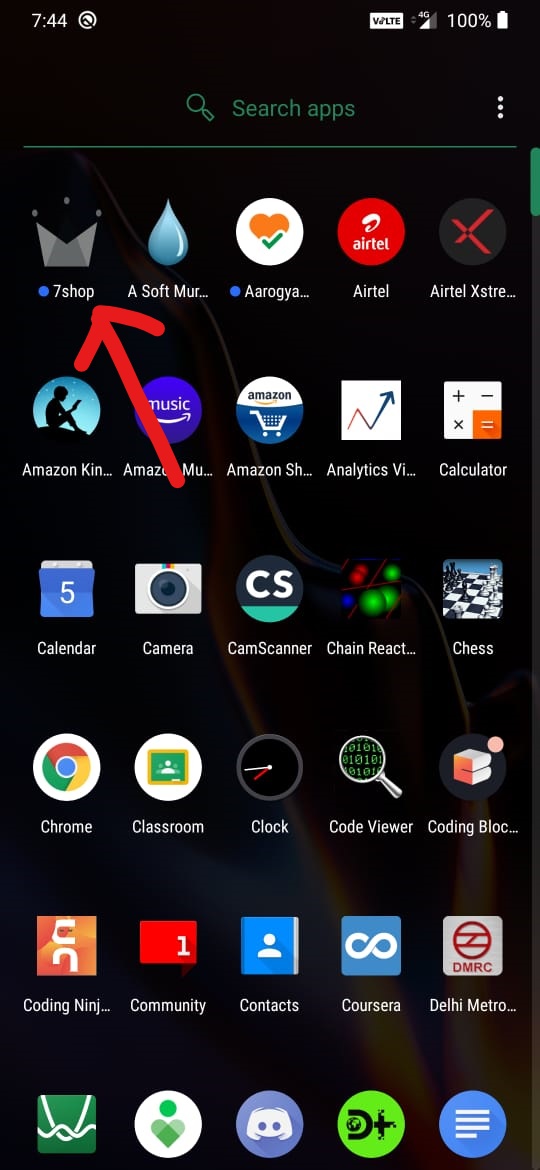 7:44 VoLTE 4G 100%
Search apps
airtel
7shop A Soft Mur... Aarogya... Airtel Airtel Xstre...
music amazon
Amazon Kin... Amazon Mu... Amazon Sh... Analytics Vi... Calculator
5 CS
Calendar Camera CamScanner Chain React... Chess
Chrome Classroom Clock Code Viewer Coding Bloc...
1 DMRC
Coding Ninj... Community Contacts Coursera Delhi Metro...
D+